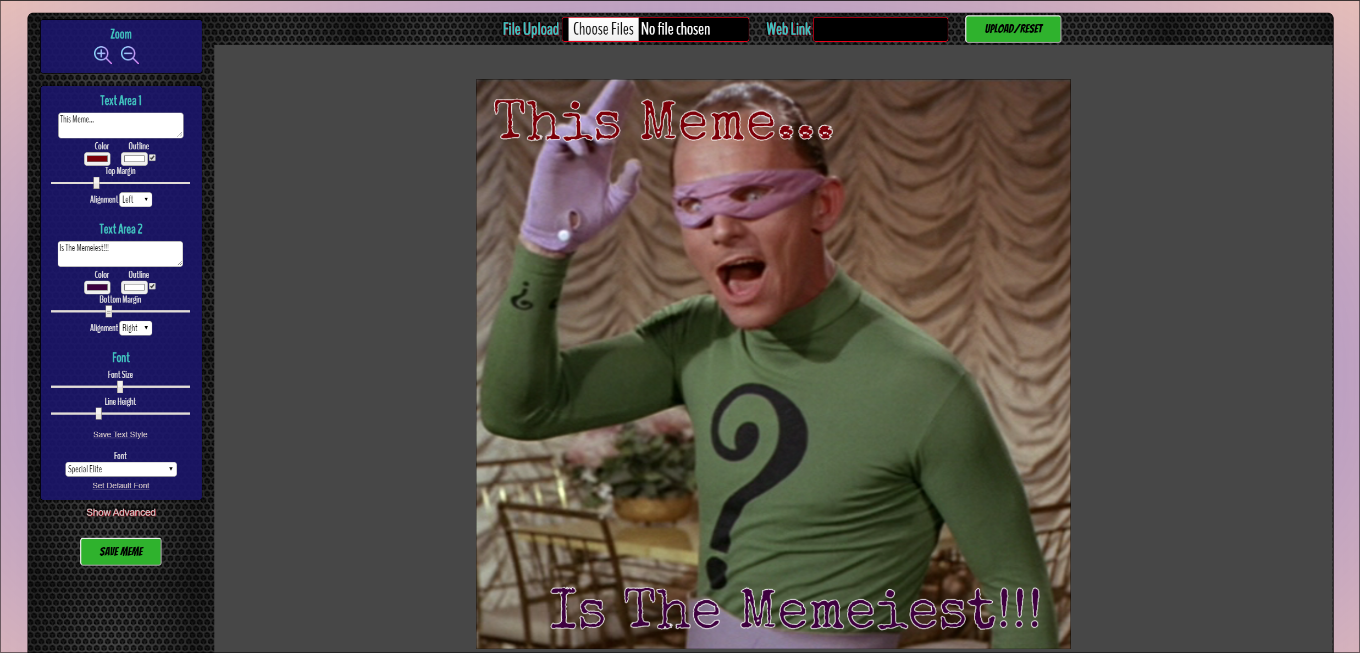 File Upload Choose Files No file chosen Web Link UPLOAD/RESET
Zoom
Text Area 1
This Meme...
Color Outline
Top Margin
Alignment Left
Text Area 2
Is The Memeiest!!!
Color Outline
Bottom Margin
Alignment Right
Font
Font Size
Line Height
Save Text Style
Font
Special Elite
Set Default Font
Show Advanced
SAVE MEME
This Meme...
?
?
Is The Memeiest!!!